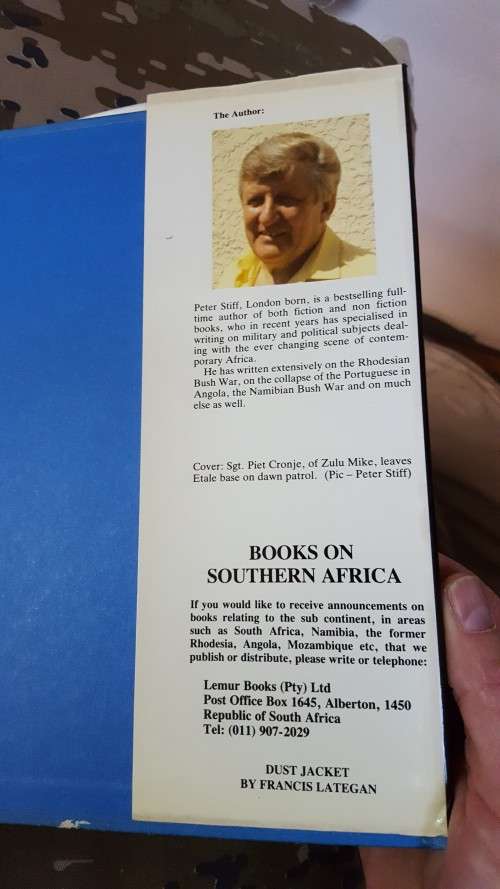 The Author:
Peter Stiff, London born, is a bestselling full-
time author of both fiction and non fiction
books, who in recent years has specialised in
writing on military and political subjects deal-
ing with the ever changing scene of contem-
porary Africa.
He has written extensively on the Rhodesian
Bush War, on the collapse of the Portuguese in
Angola, the Namibian Bush War and on much
else as well.
Cover: Sgt. Piet Cronje, of Zulu Mike, leaves
Etale base on dawn patrol. (Pic – Peter Stiff)
BOOKS ON
SOUTHERN AFRICA
If you would like to receive announcements on
books relating to the sub continent, in areas
such as South Africa, Namibia, the former
Rhodesia, Angola, Mozambique etc, that we
publish or distribute, please write or telephone:
Lemur Books (Pty) Ltd
Post Office Box 1645, Alberton, 1450
Republic of South Africa
Tel: (011) 907-2029
DUST JACKET
BY FRANCIS LATEGAN